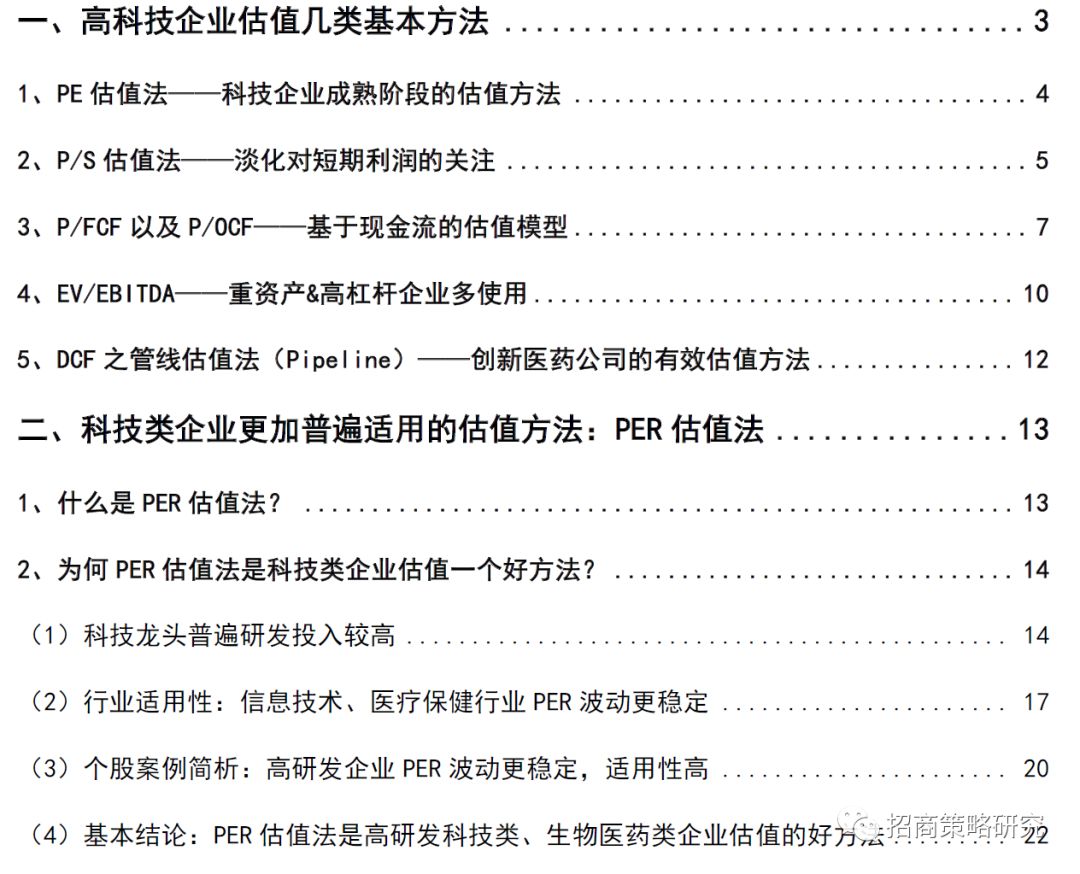 一、高科技企业估值几类基本方法 ................................ 3
1、PE 估值法——科技企业成熟阶段的估值方法 ............................ 4
2、P/S 估值法——淡化对短期利润的关注 ................................ 5
3、P/FCF 以及 P/OCF——基于现金流的估值模型............................ 7
4、EV/EBITDA——重资产&高杠杆企业多使用............................. 10
5、DCF 之管线估值法（Pipeline）——创新医药公司的有效估值方法............ 12
二、科技类企业更加普遍适用的估值方法：PER 估值法 ............... 13
1、什么是 PER 估值法？ ........................................... 13
2、为何 PER 估值法是科技类企业估值一个好方法？ ........................ 14
（1）科技龙头普遍研发投入较高 ..................................... 14
（2）行业适用性：信息技术、医疗保健行业 PER 波动更稳定 ...................... 17
（3）个股案例简析：高研发企业 PER 波动更稳定，适用性高 ...................... 20
（4）基本结论：PER 估值法是高研发科技类、生物医药类企业估值的好方法 ......... 22
招商策略研究